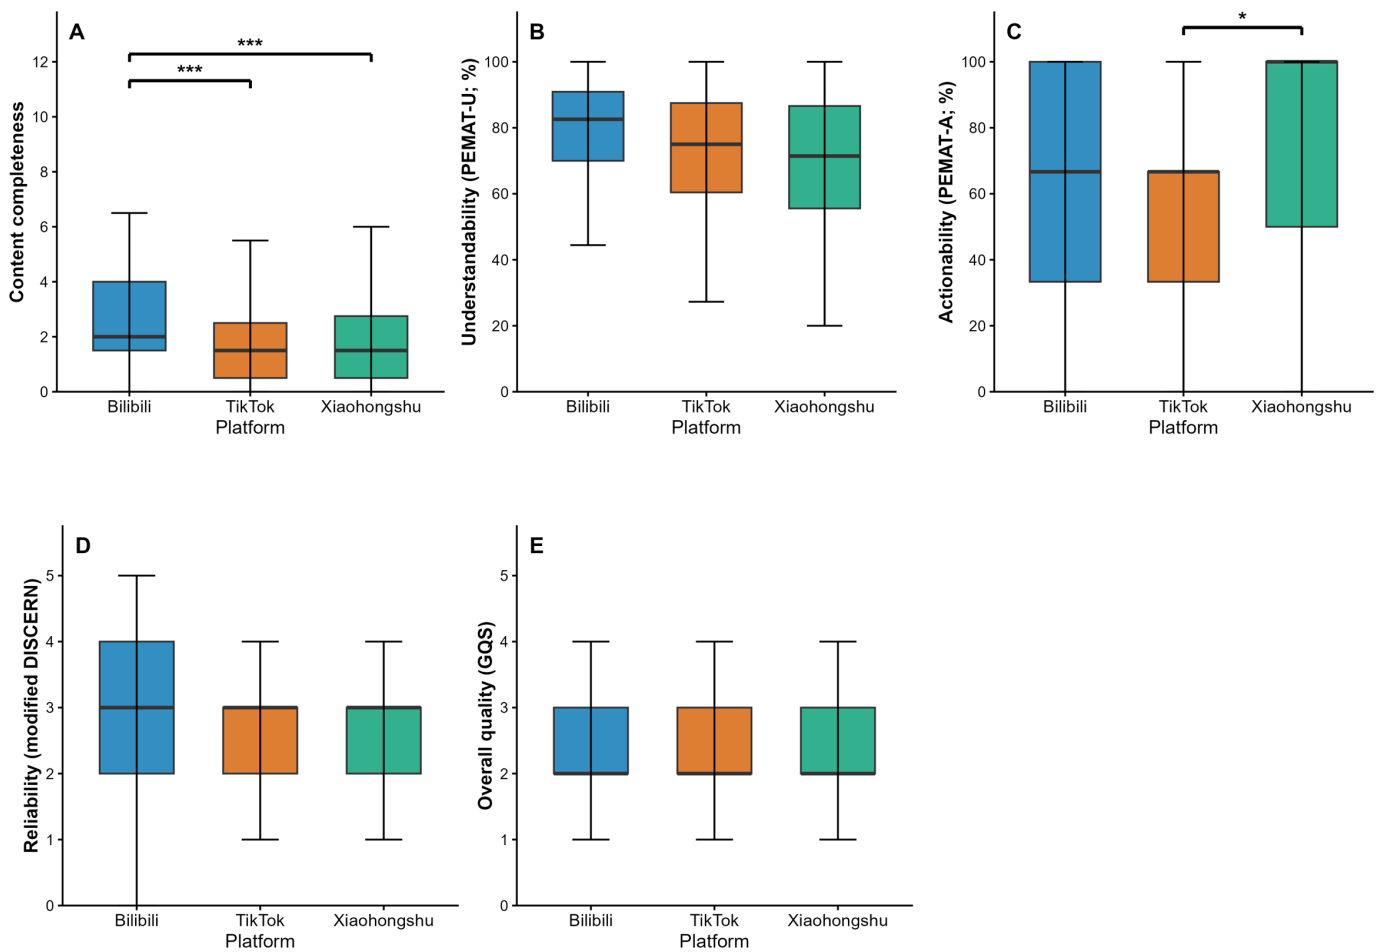 A
***
***
Content completeness
12
10
8
6
4
2
0
Bilibili
TikTok
Xiaohongshu
Platform
B
Understandability (PEMAT-U; %)
100
80
60
40
20
0
Bilibili
TikTok
Xiaohongshu
Platform
C
*
Actionability (PEMAT-A; %)
100
80
60
40
20
0
Bilibili
TikTok
Xiaohongshu
Platform
D
Reliability (modified DISCERN)
5
4
3
2
1
0
Bilibili
TikTok
Xiaohongshu
Platform
E
Overall quality (GQS)
5
4
3
2
1
0
Bilibili
TikTok
Xiaohongshu
Platform